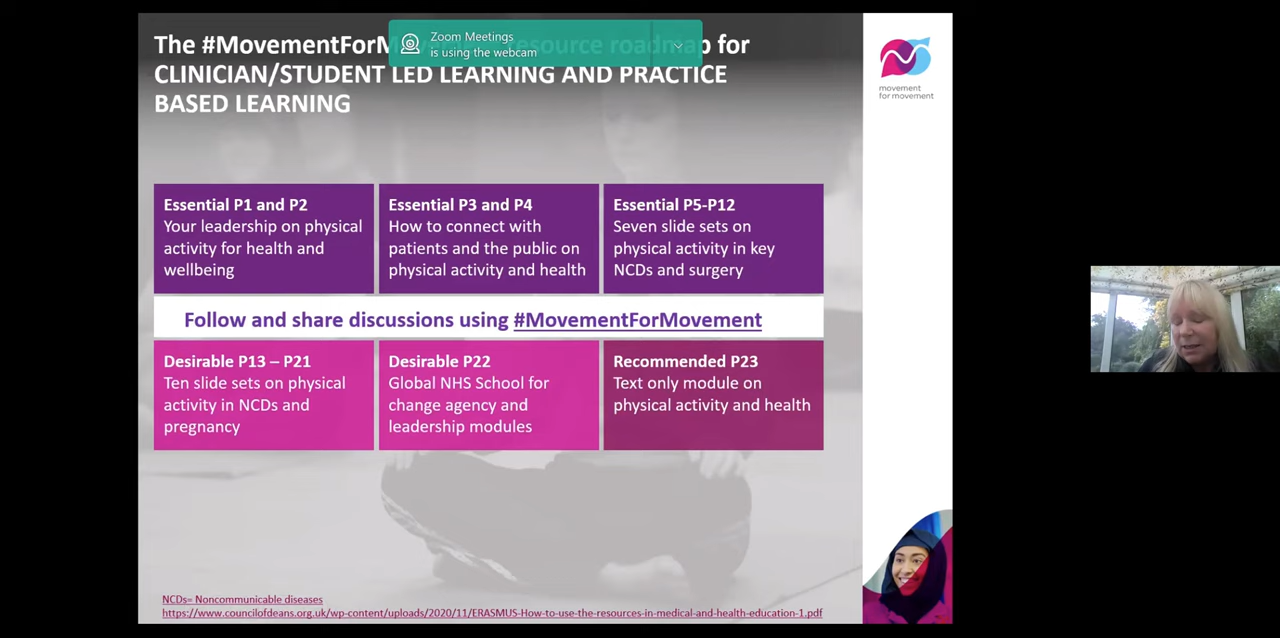 The #MovementForM
p for
Zoom Meetings
is using the webcam
CLINICIAN/STUDENT LED LEARNING AND PRACTICE
BASED LEARNING
movement
for movement
Essential P1 and P2
Your leadership on physical
activity for health and
wellbeing
Essential P3 and P4
How to connect with
patients and the public on
physical activity and health
Essential P5-P12
Seven slide sets on
physical activity in key
NCDs and surgery
Follow and share discussions using #MovementForMovement
Desirable P13 – P21
Ten slide sets on physical
activity in NCDs and
pregnancy
Desirable P22
Global NHS School for
change agency and
leadership modules
Recommended P23
Text only module on
physical activity and health
NCDs= Noncommunicable diseases
https://www.councilofdeans.org.uk/wp-content/uploads/2020/11/ERASMUS-How-to-use-the-resources-in-medical-and-health-education-1.pdf